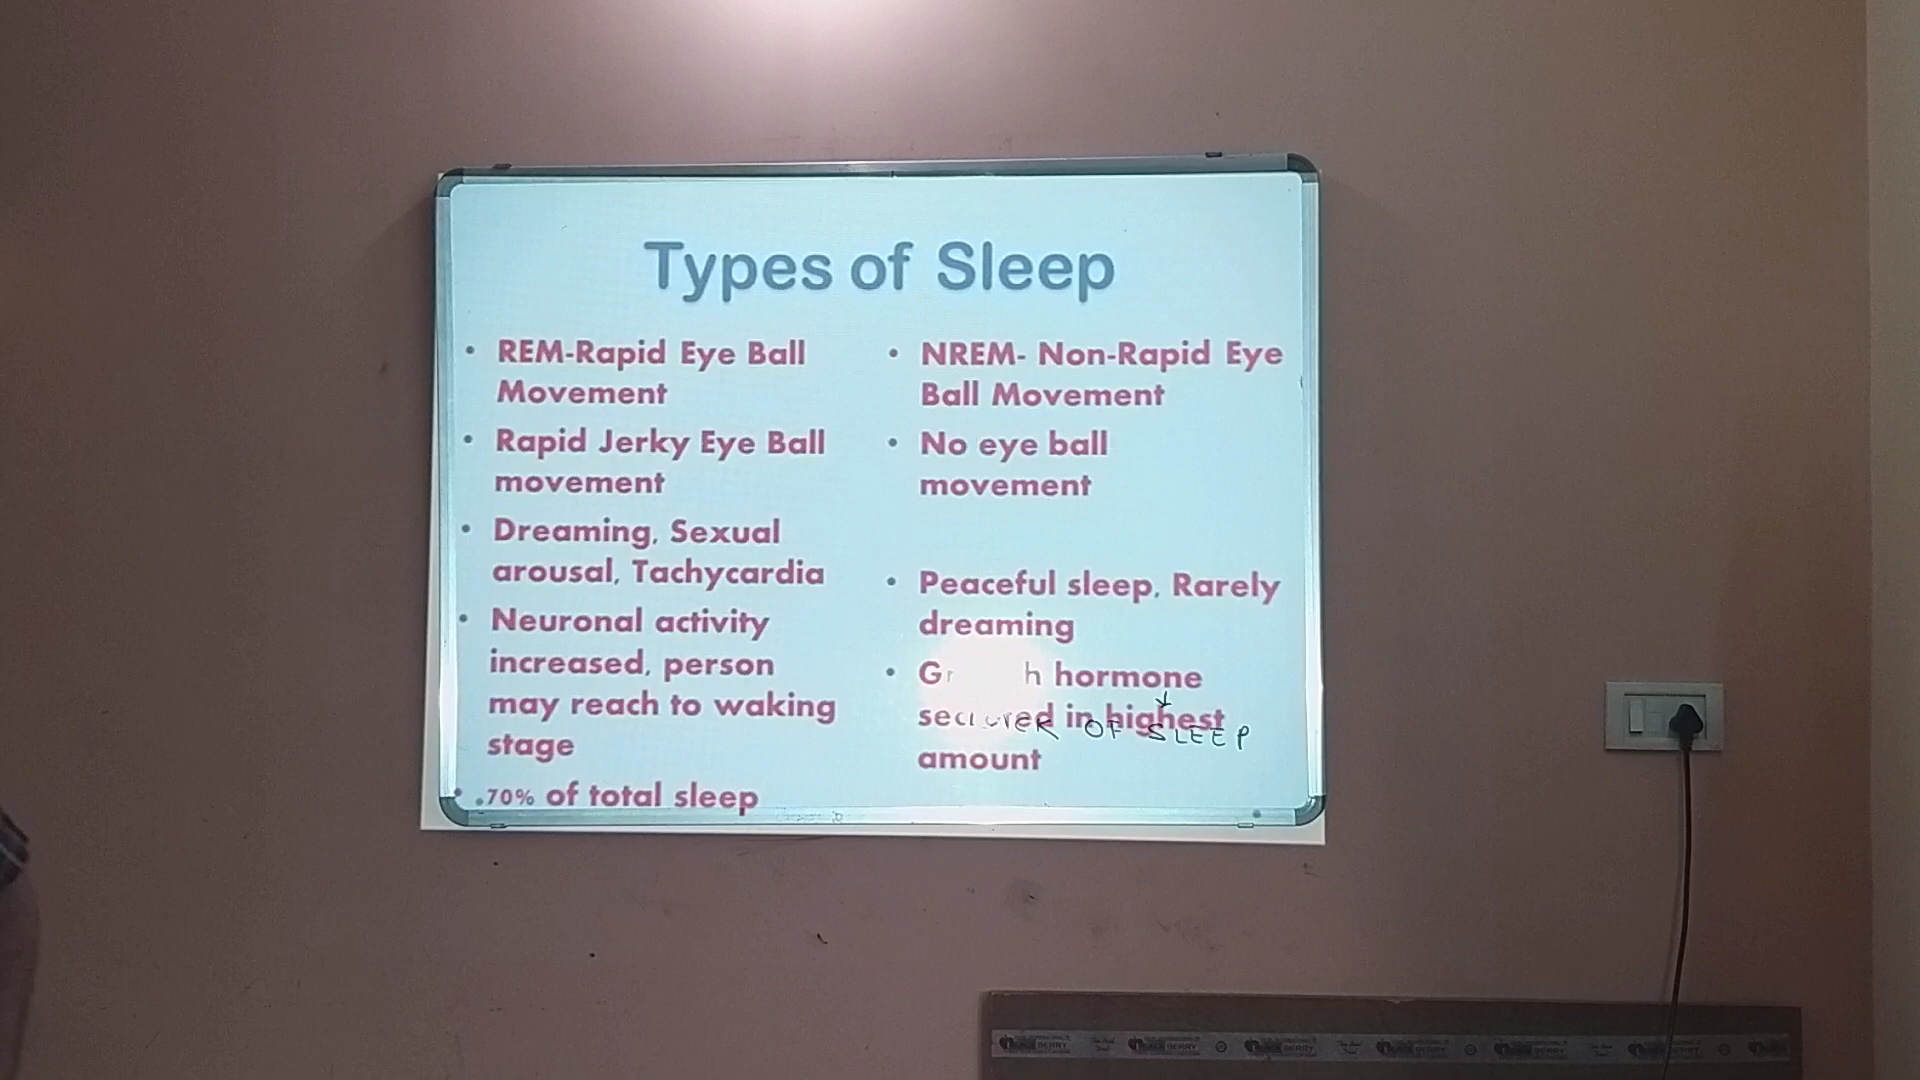 Types of Sleep
• REM-Rapid Eye Ball
Movement
• Rapid Jerky Eye Ball
movement
• Dreaming, Sexual
arousal, Tachycardia
• Neuronal activity
increased, person
may reach to waking
stage
• .70% of total sleep
• NREM- Non-Rapid Eye
Ball Movement
• No eye ball
movement
• Peaceful sleep, Rarely
dreaming
• hormone
in highest
OF SLEEP
amount
BERRY